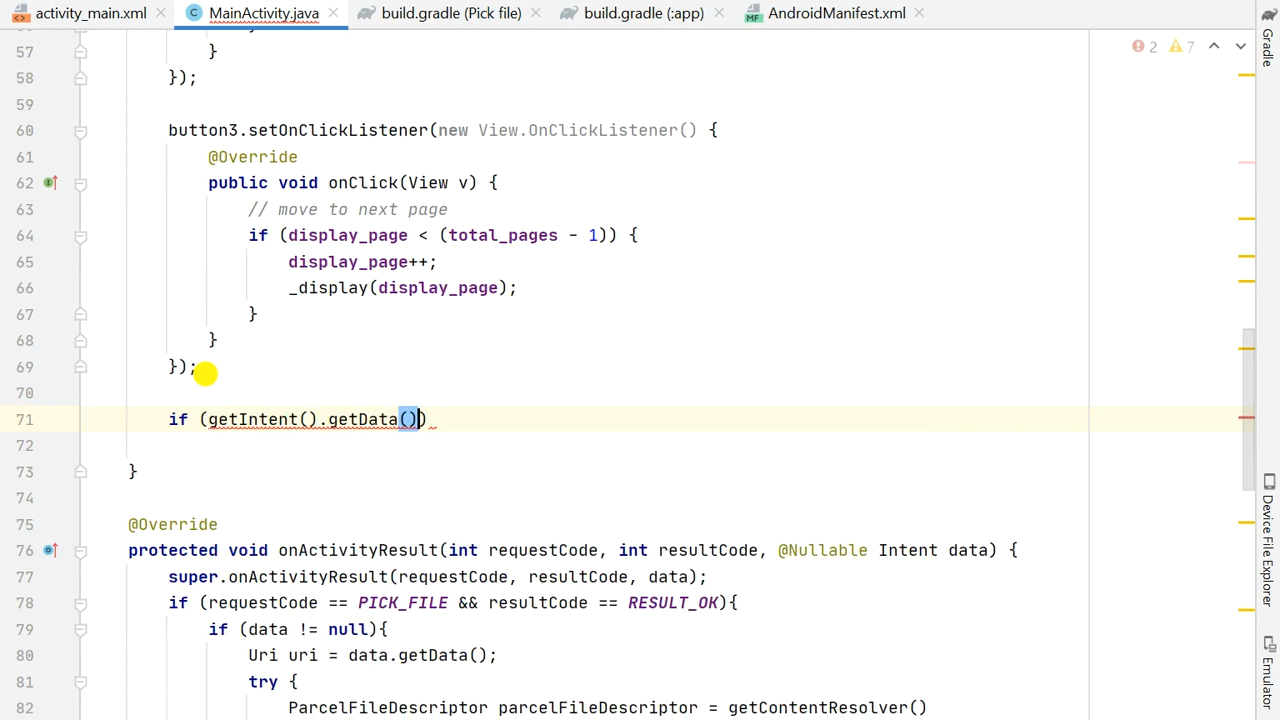 activity_main.xml MainActivity.java build.gradle (Pick file) build.gradle (:app) AndroidManifest.xml
2 7
57 }
58 });
59
60 button3.setOnClickListener(new View.OnClickListener() {
61 @Override
62 public void onClick(View v) {
63 // move to next page
64 if (display_page < (total_pages - 1)) {
65 display_page++;
66 _display(display_page);
67 }
68 }
69 });
70
71 if (getIntent().getData())
72
73 }
74
75 @Override
76 protected void onActivityResult(int requestCode, int resultCode, @Nullable Intent data) {
77 super.onActivityResult(requestCode, resultCode, data);
78 if (requestCode == PICK_FILE && resultCode == RESULT_OK){
79 if (data != null){
80 Uri uri = data.getData();
81 try {
82 ParcelFileDescriptor parcelFileDescriptor = getContentResolver()
Gradle
Device File Explorer
Emulator